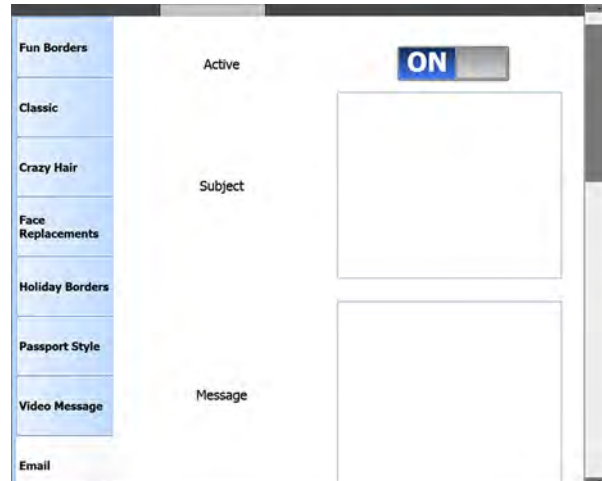 Fun Borders
Active
ON
Classic
Crazy Hair
Subject
Face
Replacements
Holiday Borders
Passport Style
Video Message
Message
Email